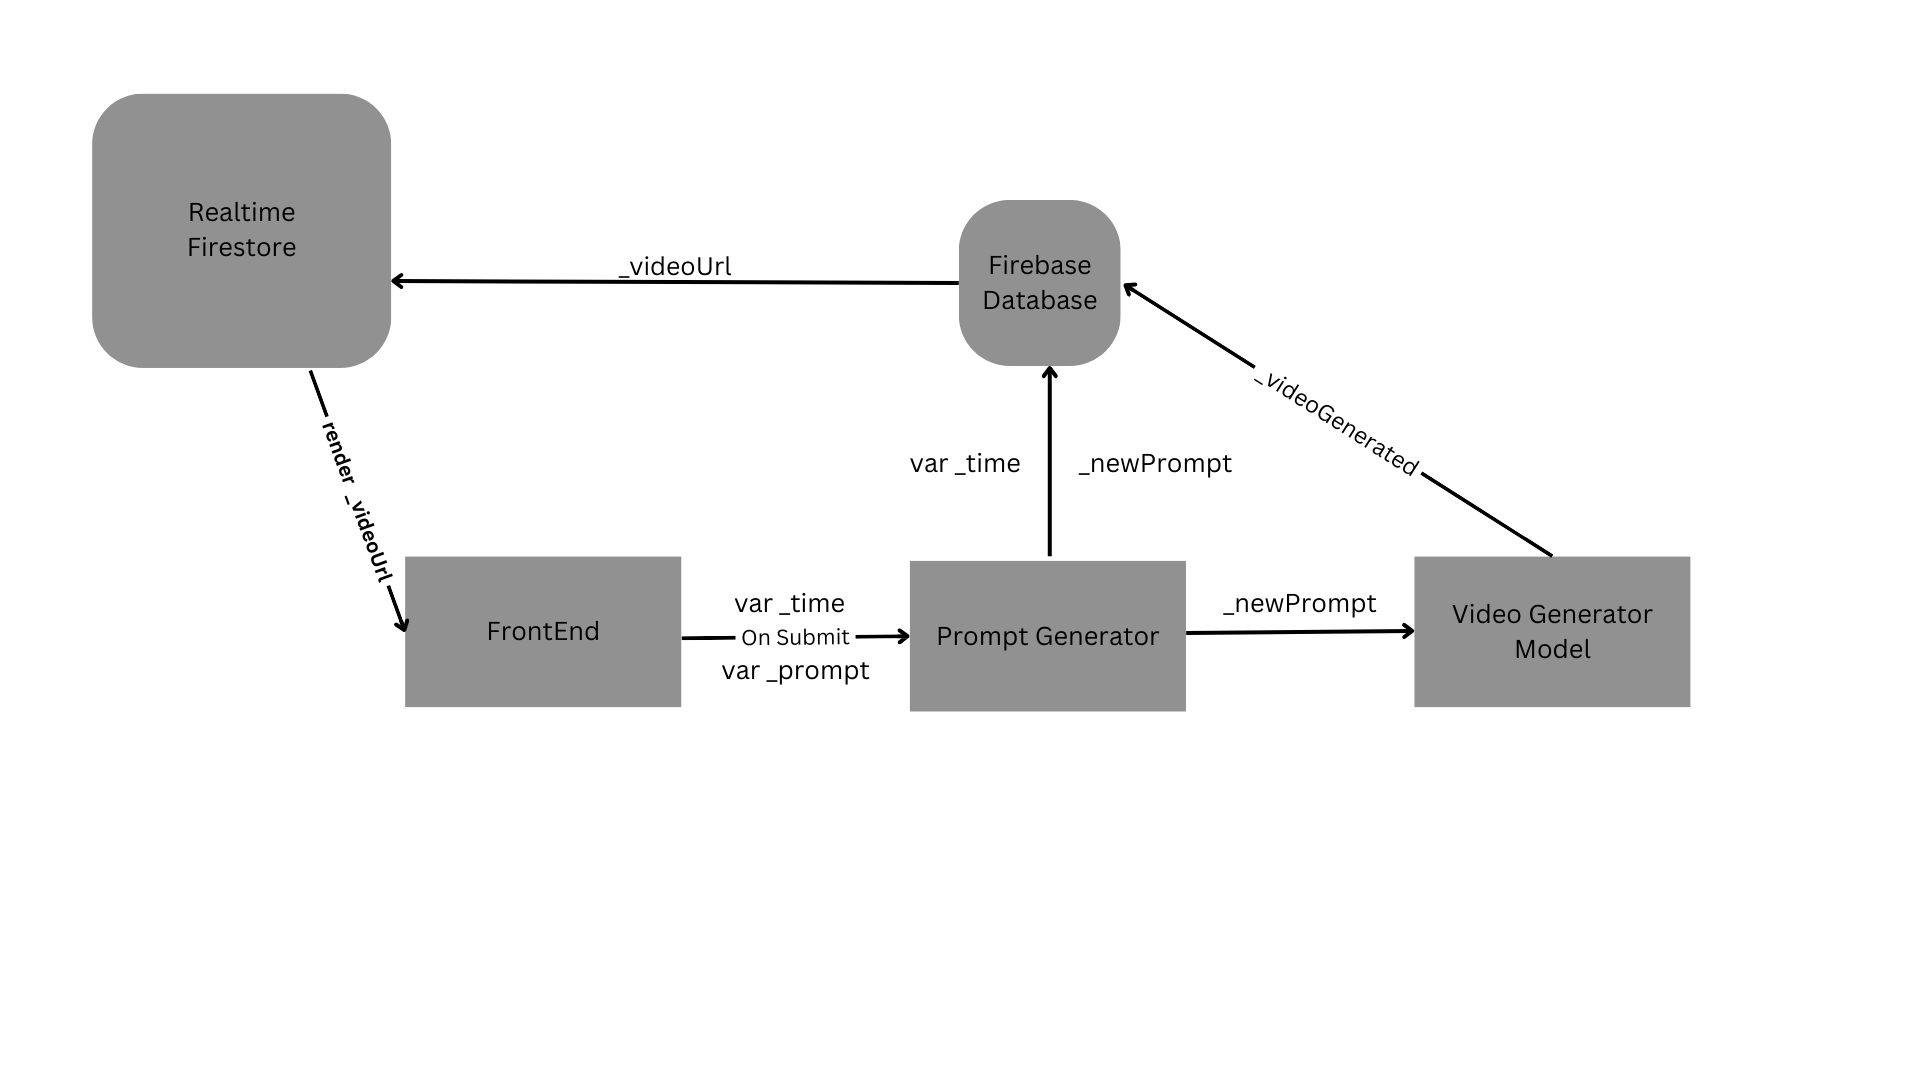 Realtime
Firestore
_videoUrl
Firebase
Database
_videoGenerated
render _videoUrl
var _time
_newPrompt
FrontEnd
var _time
On Submit
var _prompt
Prompt Generator
_newPrompt
Video Generator
Model